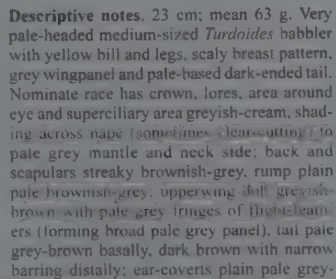 Descriptive notes. 23 cm; mean 63 g. Very
pale-headed medium-sized Turdoides babbler
with yellow bill and legs, scaly breast pattern,
grey wingpanel and pale-based dark-ended tail.
Nominate race has crown, lores, area around
eye and superciliary area greyish-cream, shad-
ing across nape (sometimes clear-cutting) to
pale grey mantle and neck side; back and
scapulars streaky brownish-grey, rump plain
pale brownish-grey; upperwing dull greyish-
brown with pale grey fringes of flight-feath-
ers (forming broad pale grey panel), tail pale
grey-brown basally, dark brown with narrow
barring distally; ear-coverts plain pale grey,